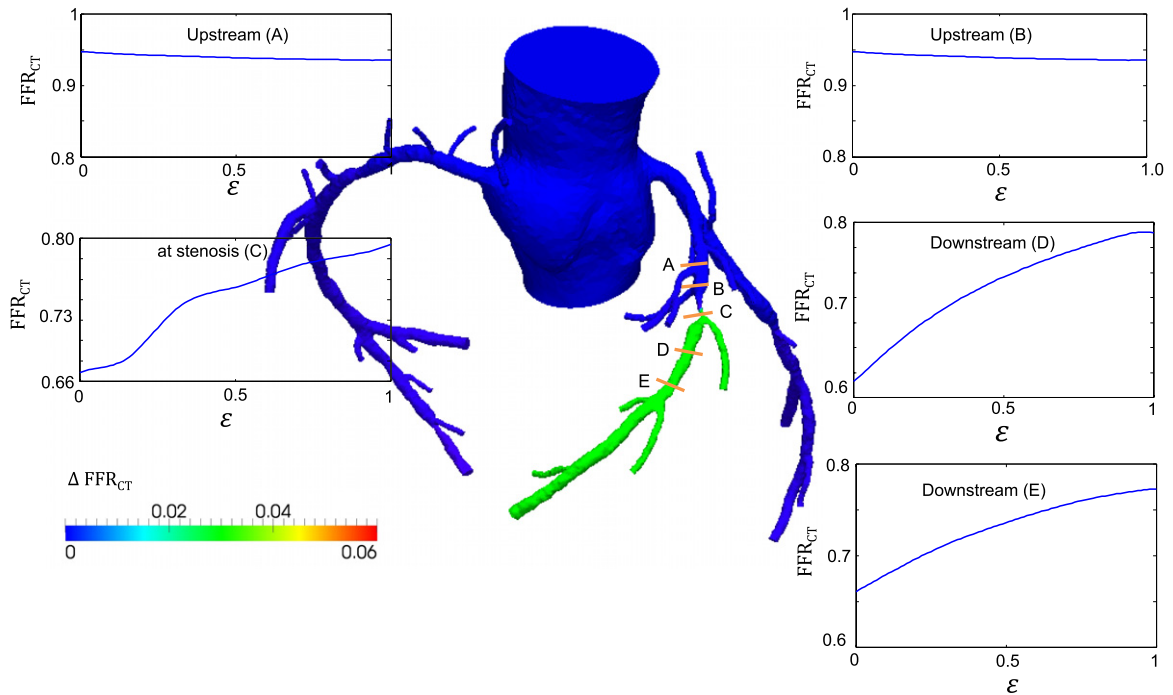 Upstream (A)
1
0.9
0.8
FFRCT
0
0.5
1
ε
Upstream (B)
1
0.9
0.8
FFRCT
0
0.5
1.0
ε
at stenosis (C)
0.80
0.73
0.66
FFRCT
0
0.5
1
ε
Downstream (D)
0.8
0.7
0.6
FFRCT
0
0.5
1
ε
A
B
C
D
E
Δ FFRCT
0.02 0.04
0 0.06
Downstream (E)
0.8
0.7
0.6
FFRCT
0
0.5
1
ε